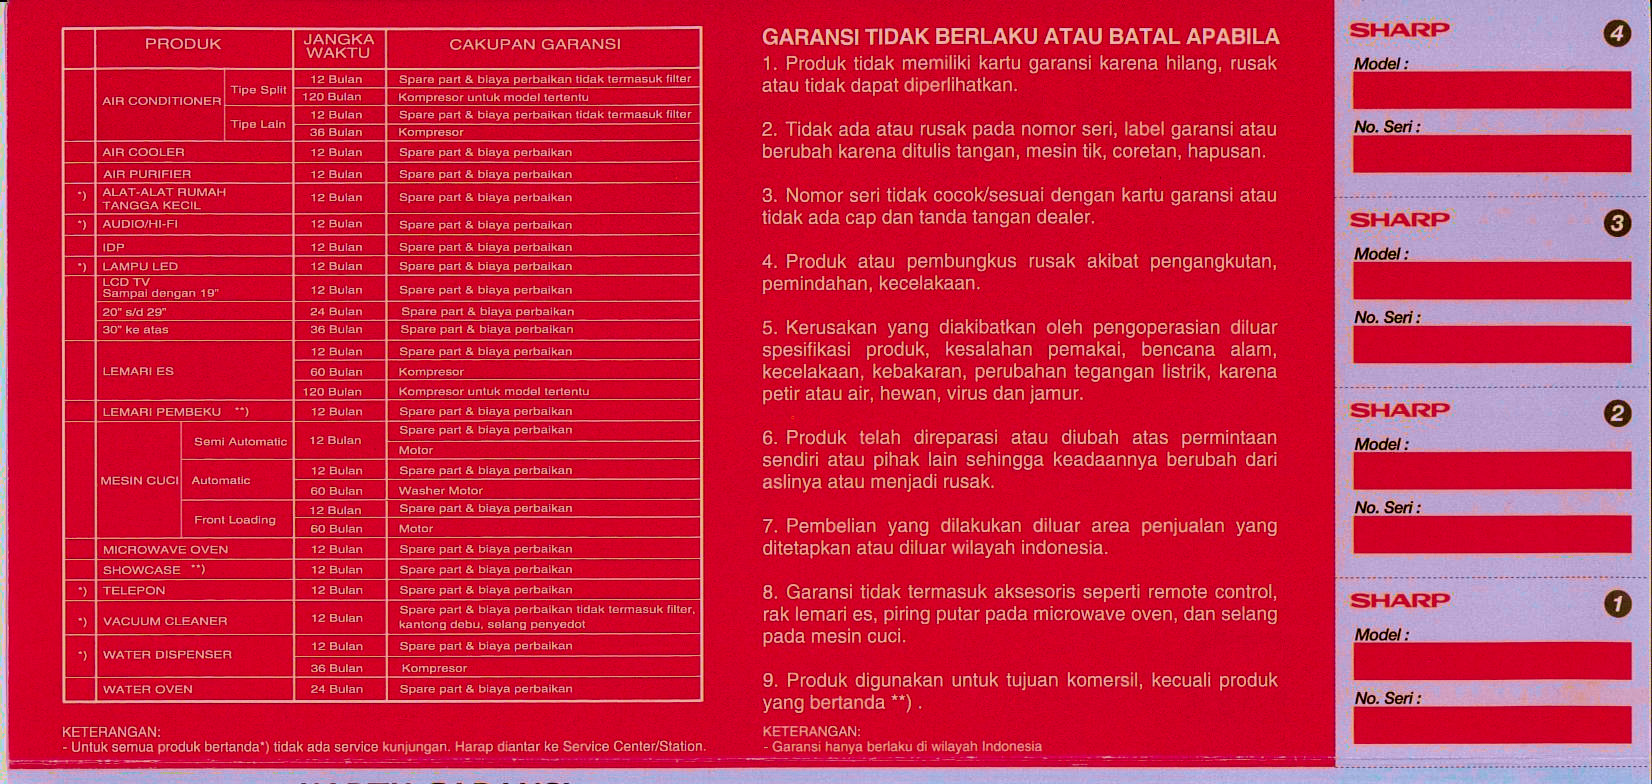 PRODUK JANGKA WAKTU CAKUPAN GARANSI
AIR CONDITIONER Tipe Split 12 Bulan Spare part & biaya perbaikan tidak termasuk filter
120 Bulan Kompresor untuk model tertentu
Tipe Lain 12 Bulan Spare part & biaya perbaikan tidak termasuk filter
36 Bulan Kompresor
AIR COOLER 12 Bulan Spare part & biaya perbaikan
AIR PURIFIER 12 Bulan Spare part & biaya perbaikan
*) ALAT-ALAT RUMAH TANGGA KECIL 12 Bulan Spare part & biaya perbaikan
*) AUDIO/HI-FI 12 Bulan Spare part & biaya perbaikan
IDP 12 Bulan Spare part & biaya perbaikan
*) LAMPU LED 12 Bulan Spare part & biaya perbaikan
LCD TV
Sampai dengan 19" 12 Bulan Spare part & biaya perbaikan
20" s/d 29" 24 Bulan Spare part & biaya perbaikan
30" ke atas 36 Bulan Spare part & biaya perbaikan
LEMARI ES 12 Bulan Spare part & biaya perbaikan
60 Bulan Kompresor
120 Bulan Kompresor untuk model tertentu
LEMARI PEMBEKU **) 12 Bulan Spare part & biaya perbaikan
MESIN CUCI Semi Automatic 12 Bulan Spare part & biaya perbaikan
Motor
Automatic 12 Bulan Spare part & biaya perbaikan
60 Bulan Washer Motor
Front Loading 12 Bulan Spare part & biaya perbaikan
60 Bulan Motor
MICROWAVE OVEN 12 Bulan Spare part & biaya perbaikan
SHOWCASE **) 12 Bulan Spare part & biaya perbaikan
*) TELEPON 12 Bulan Spare part & biaya perbaikan
*) VACUUM CLEANER 12 Bulan Spare part & biaya perbaikan tidak termasuk filter,
kantong debu, selang penyedot
*) WATER DISPENSER 12 Bulan Spare part & biaya perbaikan
36 Bulan Kompresor
WATER OVEN 24 Bulan Spare part & biaya perbaikan
KETERANGAN:
- Untuk semua produk bertanda*) tidak ada service kunjungan. Harap diantar ke Service Center/Station.
GARANSI TIDAK BERLAKU ATAU BATAL APABILA
1. Produk tidak memiliki kartu garansi karena hilang, rusak
atau tidak dapat diperlihatkan.
2. Tidak ada atau rusak pada nomor seri, label garansi atau
berubah karena ditulis tangan, mesin tik, coretan, hapusan.
3. Nomor seri tidak cocok/sesuai dengan kartu garansi atau
tidak ada cap dan tanda tangan dealer.
4. Produk atau pembungkus rusak akibat pengangkutan,
pemindahan, kecelakaan.
5. Kerusakan yang diakibatkan oleh pengoperasian diluar
spesifikasi produk, kesalahan pemakai, bencana alam,
kecelakaan, kebakaran, perubahan tegangan listrik, karena
petir atau air, hewan, virus dan jamur.
6. Produk telah direparasi atau diubah atas permintaan
sendiri atau pihak lain sehingga keadaannya berubah dari
aslinya atau menjadi rusak.
7. Pembelian yang dilakukan diluar area penjualan yang
ditetapkan atau diluar wilayah indonesia.
8. Garansi tidak termasuk aksesoris seperti remote control,
rak lemari es, piring putar pada microwave oven, dan selang
pada mesin cuci.
9. Produk digunakan untuk tujuan komersil, kecuali produk
yang bertanda **) .
KETERANGAN:
- Garansi hanya berlaku di wilayah Indonesia
SHARP 4
Model :
No. Seri :
SHARP 3
Model :
No. Seri :
SHARP 2
Model :
No. Seri :
SHARP 1
Model :
No. Seri :